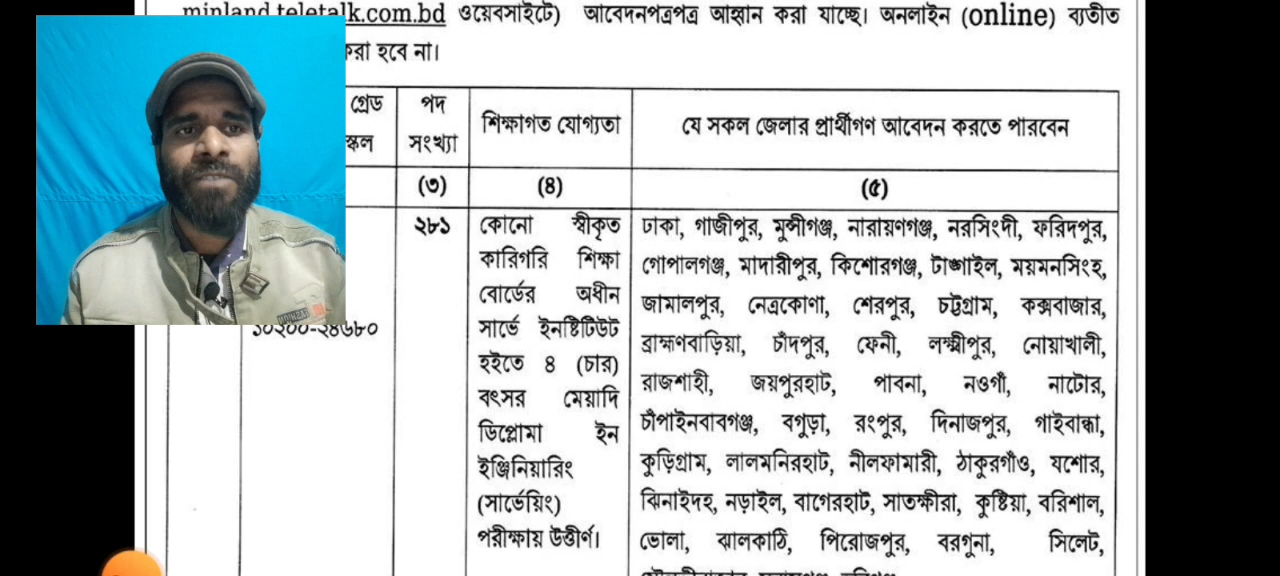 minland.teletalk.com.bd ওয়েবসাইটে) আবেদনপত্রপত্র আহ্বান করা যাচ্ছে। অনলাইন (online) ব্যতীত
করা হবে না।
গ্রেড
স্কেল
পদ
সংখ্যা
শিক্ষাগত যোগ্যতা
যে সকল জেলার প্রার্থীগণ আবেদন করতে পারবেন
(৩)
(৪)
(৫)
১০২০০-২৪৬৮০
২৮১
কোনো স্বীকৃত
কারিগরি শিক্ষা
বোর্ডের অধীন
সার্ভে ইনষ্টিটিউট
হইতে ৪ (চার)
বৎসর মেয়াদি
ডিপ্লোমা ইন
ইঞ্জিনিয়ারিং
(সার্ভেয়িং)
পরীক্ষায় উত্তীর্ণ।
ঢাকা, গাজীপুর, মুন্সীগঞ্জ, নারায়ণগঞ্জ, নরসিংদী, ফরিদপুর,
গোপালগঞ্জ, মাদারীপুর, কিশোরগঞ্জ, টাঙ্গাইল, ময়মনসিংহ,
জামালপুর, নেত্রকোণা, শেরপুর, চট্টগ্রাম, কক্সবাজার,
ব্রাহ্মণবাড়িয়া, চাঁদপুর, ফেনী, লক্ষ্মীপুর, নোয়াখালী,
রাজশাহী, জয়পুরহাট, পাবনা, নওগাঁ, নাটোর,
চাঁপাইনবাবগঞ্জ, বগুড়া, রংপুর, দিনাজপুর, গাইবান্ধা,
কুড়িগ্রাম, লালমনিরহাট, নীলফামারী, ঠাকুরগাঁও, যশোর,
ঝিনাইদহ, নড়াইল, বাগেরহাট, সাতক্ষীরা, কুষ্টিয়া, বরিশাল,
ভোলা, ঝালকাঠি, পিরোজপুর, বরগুনা, সিলেট,